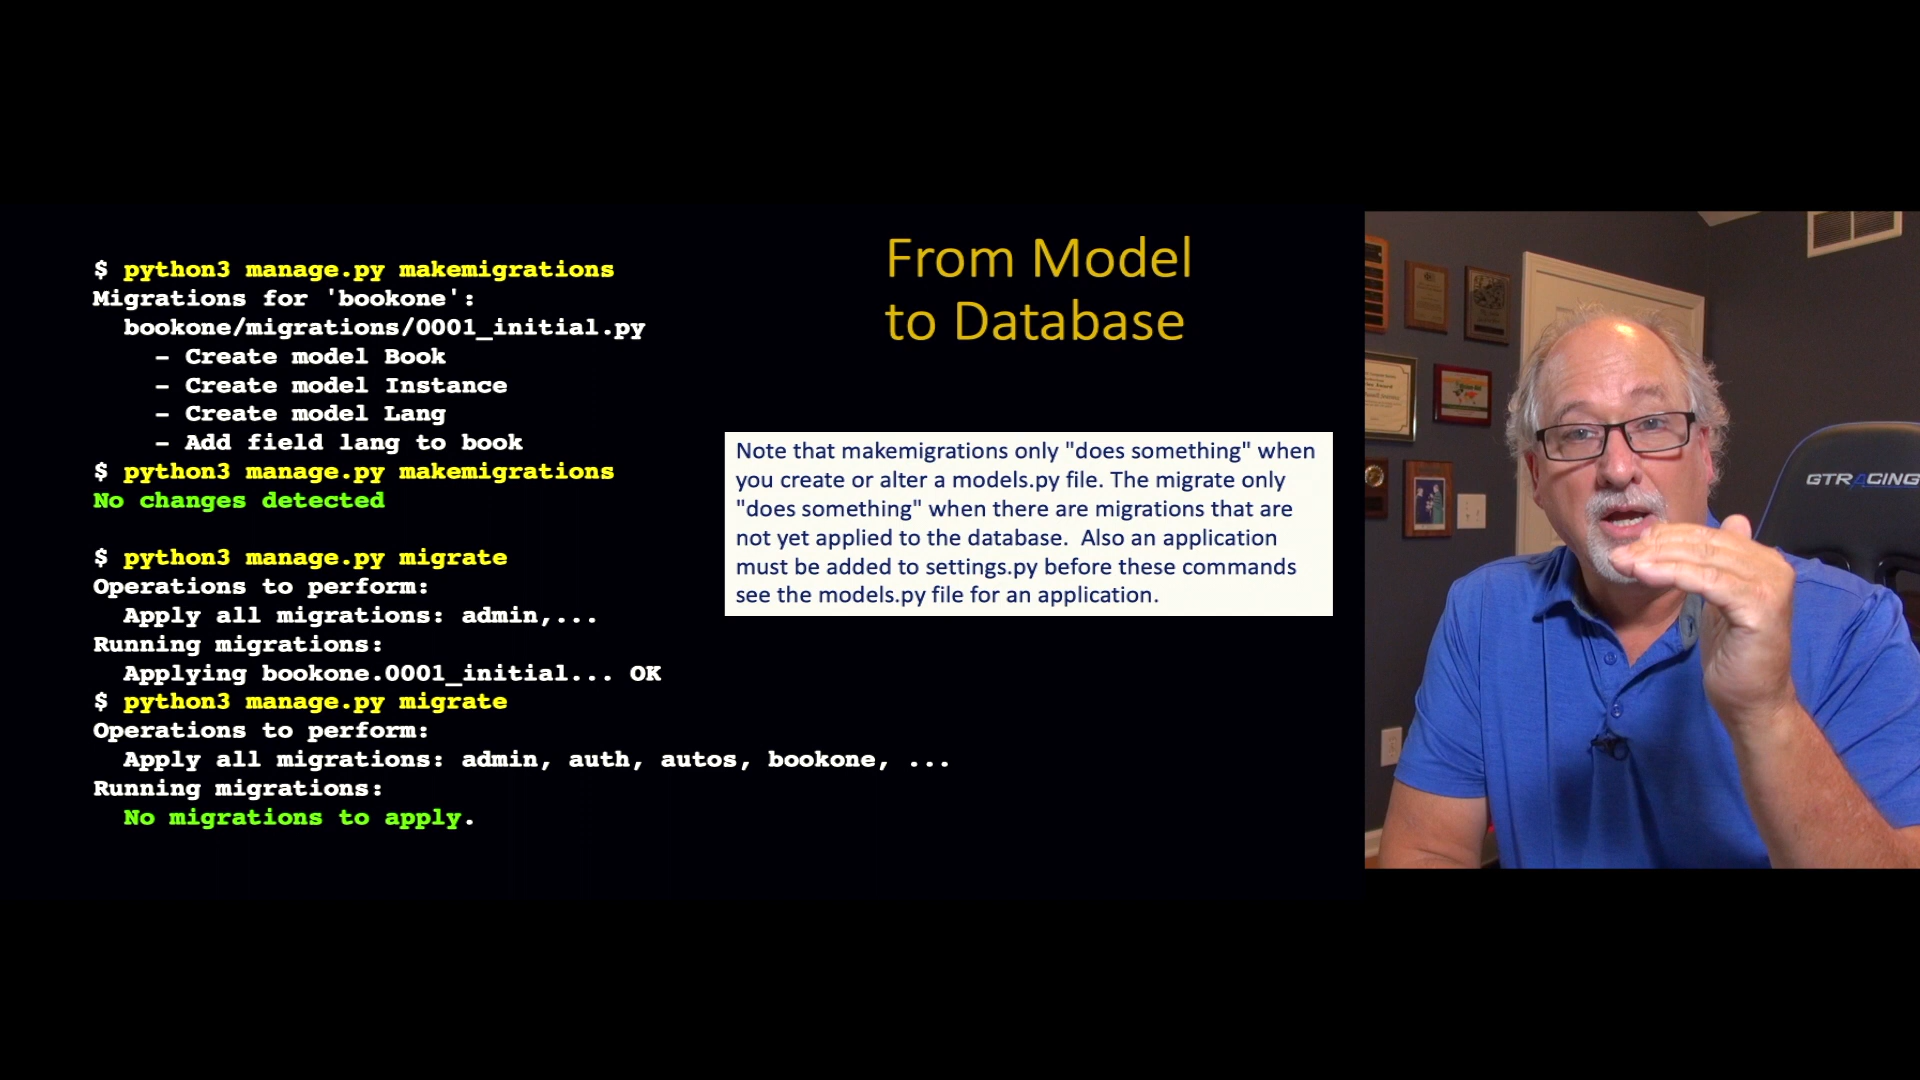 $ python3 manage.py makemigrations
Migrations for 'bookone':
bookone/migrations/0001_initial.py
– Create model Book
– Create model Instance
– Create model Lang
– Add field lang to book
$ python3 manage.py makemigrations
No changes detected
$ python3 manage.py migrate
Operations to perform:
Apply all migrations: admin,...
Running migrations:
Applying bookone.0001_initial... OK
$ python3 manage.py migrate
Operations to perform:
Apply all migrations: admin, auth, autos, bookone, ...
Running migrations:
No migrations to apply.
From Model
to Database
Note that makemigrations only "does something" when
you create or alter a models.py file. The migrate only
"does something" when there are migrations that are
not yet applied to the database.  Also an application
must be added to settings.py before these commands
see the models.py file for an application.
GTRACING